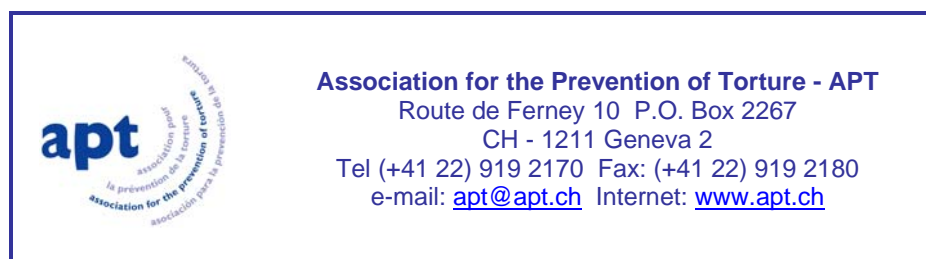 apt
association pour
la prévention de la torture
association for the prevention of torture
asociación para la prevención de la tortura
Association for the Prevention of Torture - APT
Route de Ferney 10 P.O. Box 2267
CH - 1211 Geneva 2
Tel (+41 22) 919 2170 Fax: (+41 22) 919 2180
e-mail: apt@apt.ch Internet: www.apt.ch